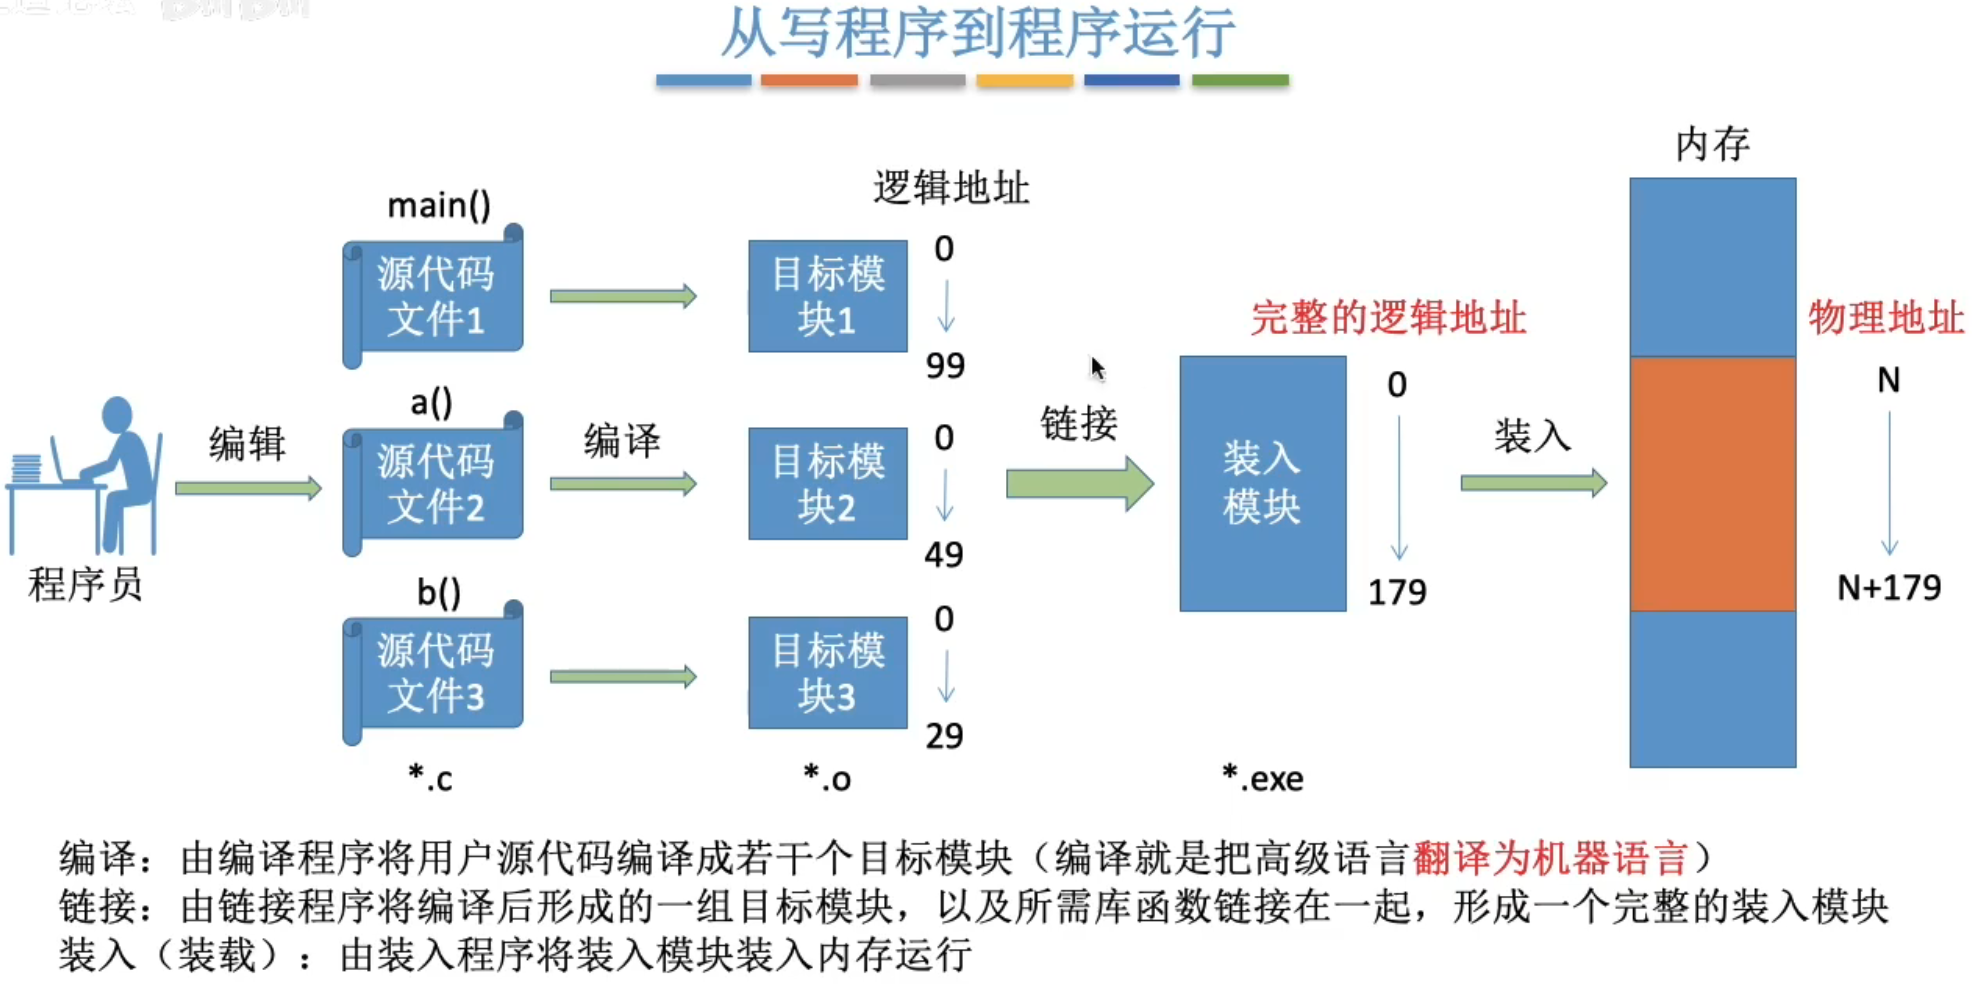 从写程序到程序运行
内存
逻辑地址
main()
源代码
文件1
目标模
块1
0
99
完整的逻辑地址
物理地址
a()
源代码
文件2
编辑
编译
目标模
块2
0
49
链接
装入
模块
0
179
装入
N
N+179
程序员
b()
源代码
文件3
目标模
块3
0
29
*.c
*.o
*.exe
编译：由编译程序将用户源代码编译成若干个目标模块（编译就是把高级语言翻译为机器语言）
链接：由链接程序将编译后形成的一组目标模块，以及所需库函数链接在一起，形成一个完整的装入模块
装入（装载）：由装入程序将装入模块装入内存运行